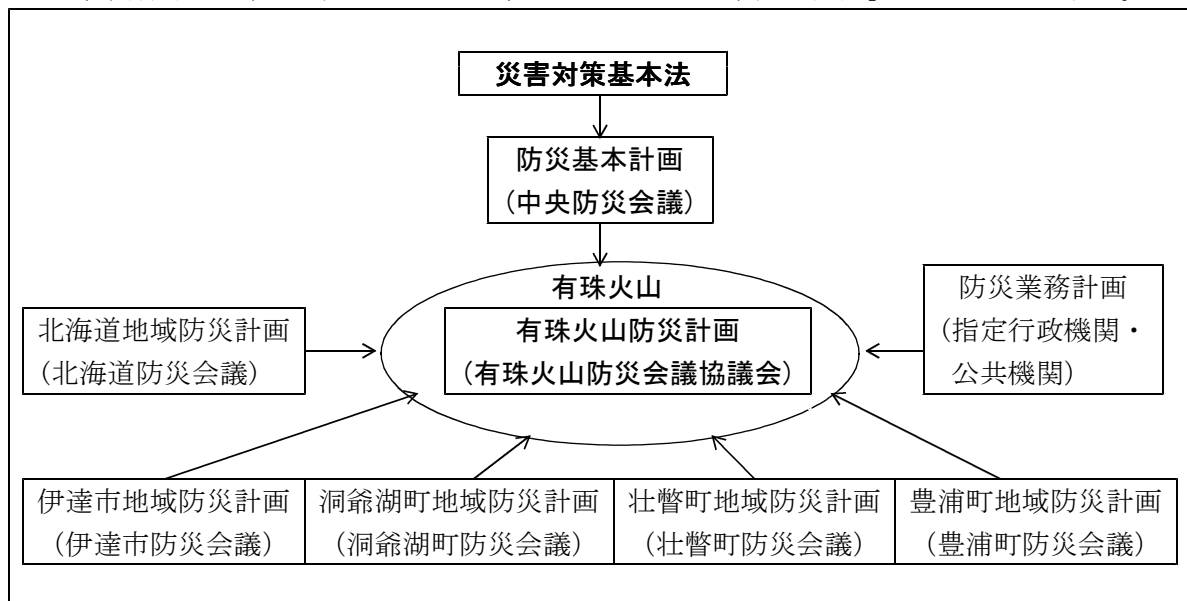 災害対策基本法
防災基本計画
(中央防災会議)
有珠火山
有珠火山防災計画
(有珠火山防災会議協議会)
北海道地域防災計画
(北海道防災会議)
防災業務計画
(指定行政機関・
公共機関)
伊達市地域防災計画
(伊達市防災会議)
洞爺湖町地域防災計画
(洞爺湖町防災会議)
壮瞥町地域防災計画
(壮瞥町防災会議)
豊浦町地域防災計画
(豊浦町防災会議)